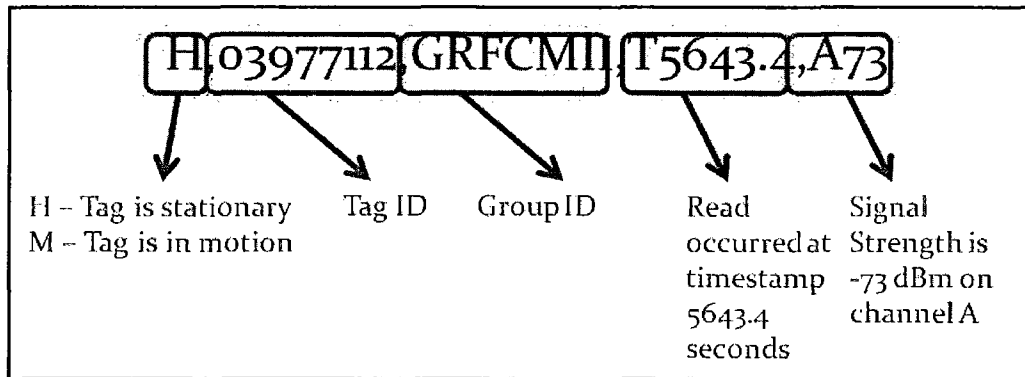 H,03977112,GRFCMII,T5643.4,A73
H – Tag is stationary
M – Tag is in motion
Tag ID
Group ID
Read
occurred at
timestamp
5643.4
seconds
Signal
Strength is
-73 dBm on
channel A